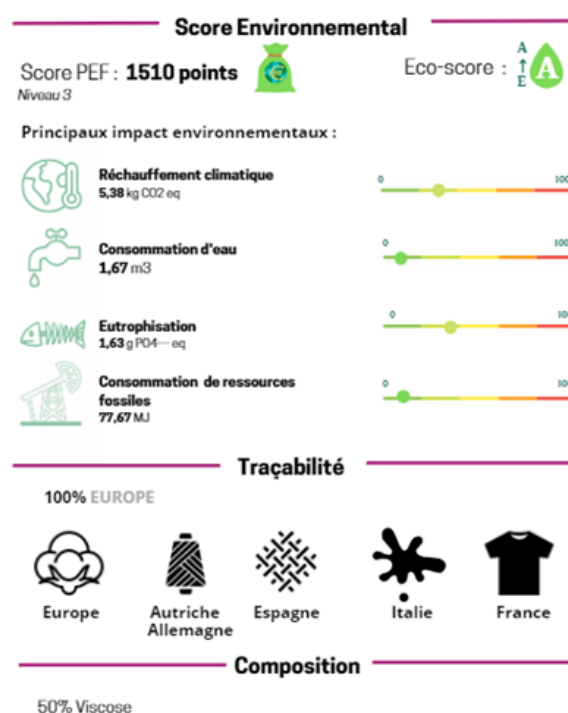 Score Environnemental
Score PEF : 1510 points
Niveau 3
Eco-score : A ↑ E A
Principaux impact environnementaux :
Réchauffement climatique
5,38 kg CO2 eq
0 100
Consommation d'eau
1,67 m3
0 100
Eutrophisation
1,63 g PO4--- eq
0 100
Consommation de ressources
fossiles
77,67 MJ
0 100
Traçabilité
100% EUROPE
Europe
Autriche
Allemagne
Espagne
Italie
France
Composition
50% Viscose